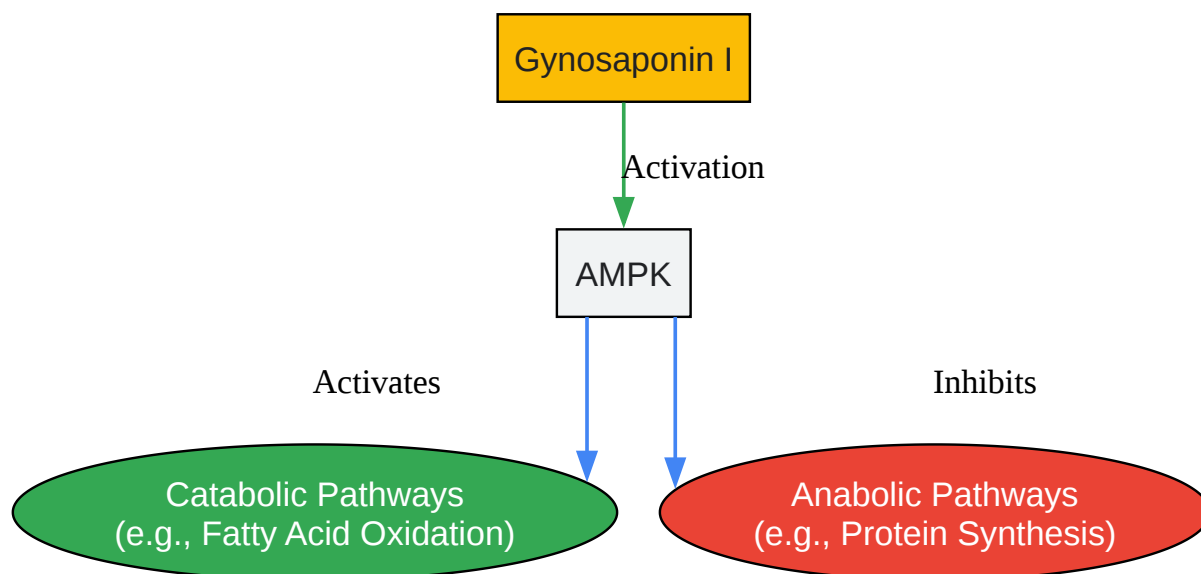 Gynosaponin I
Activation
AMPK
Activates
Inhibits
Catabolic Pathways
(e.g., Fatty Acid Oxidation)
Anabolic Pathways
(e.g., Protein Synthesis)